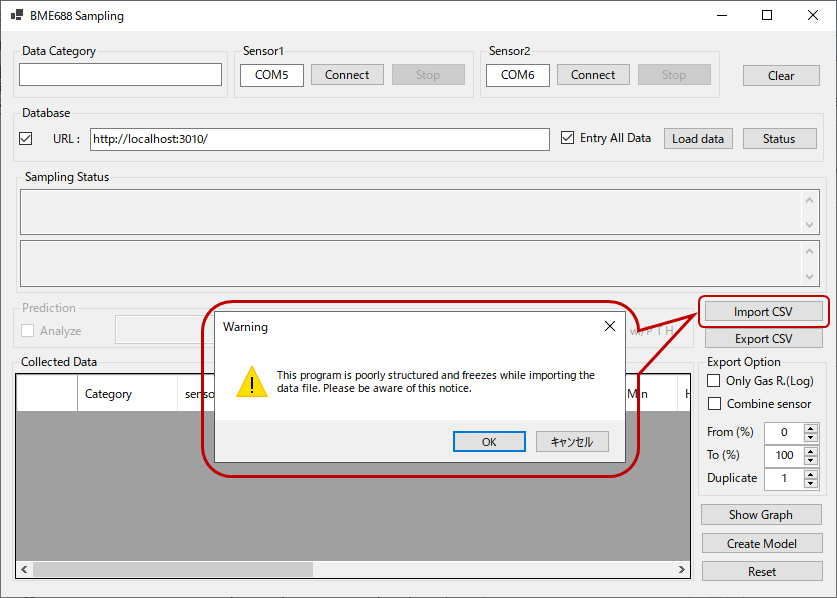 BME688 Sampling
Data Category
Sensor1
Sensor2
COM5
Connect
Stop
COM6
Connect
Stop
Clear
Database
URL :
http://localhost:3010/
Entry All Data
Load data
Status
Sampling Status
Prediction
Analyze
Import CSV
Export CSV
Warning
This program is poorly structured and freezes while importing the
data file. Please be aware of this notice.
OK
キャンセル
Collected Data
Category
Export Option
Only Gas R.(Log)
Combine sensor
From (%)
0
To (%)
100
Duplicate
1
Show Graph
Create Model
Reset